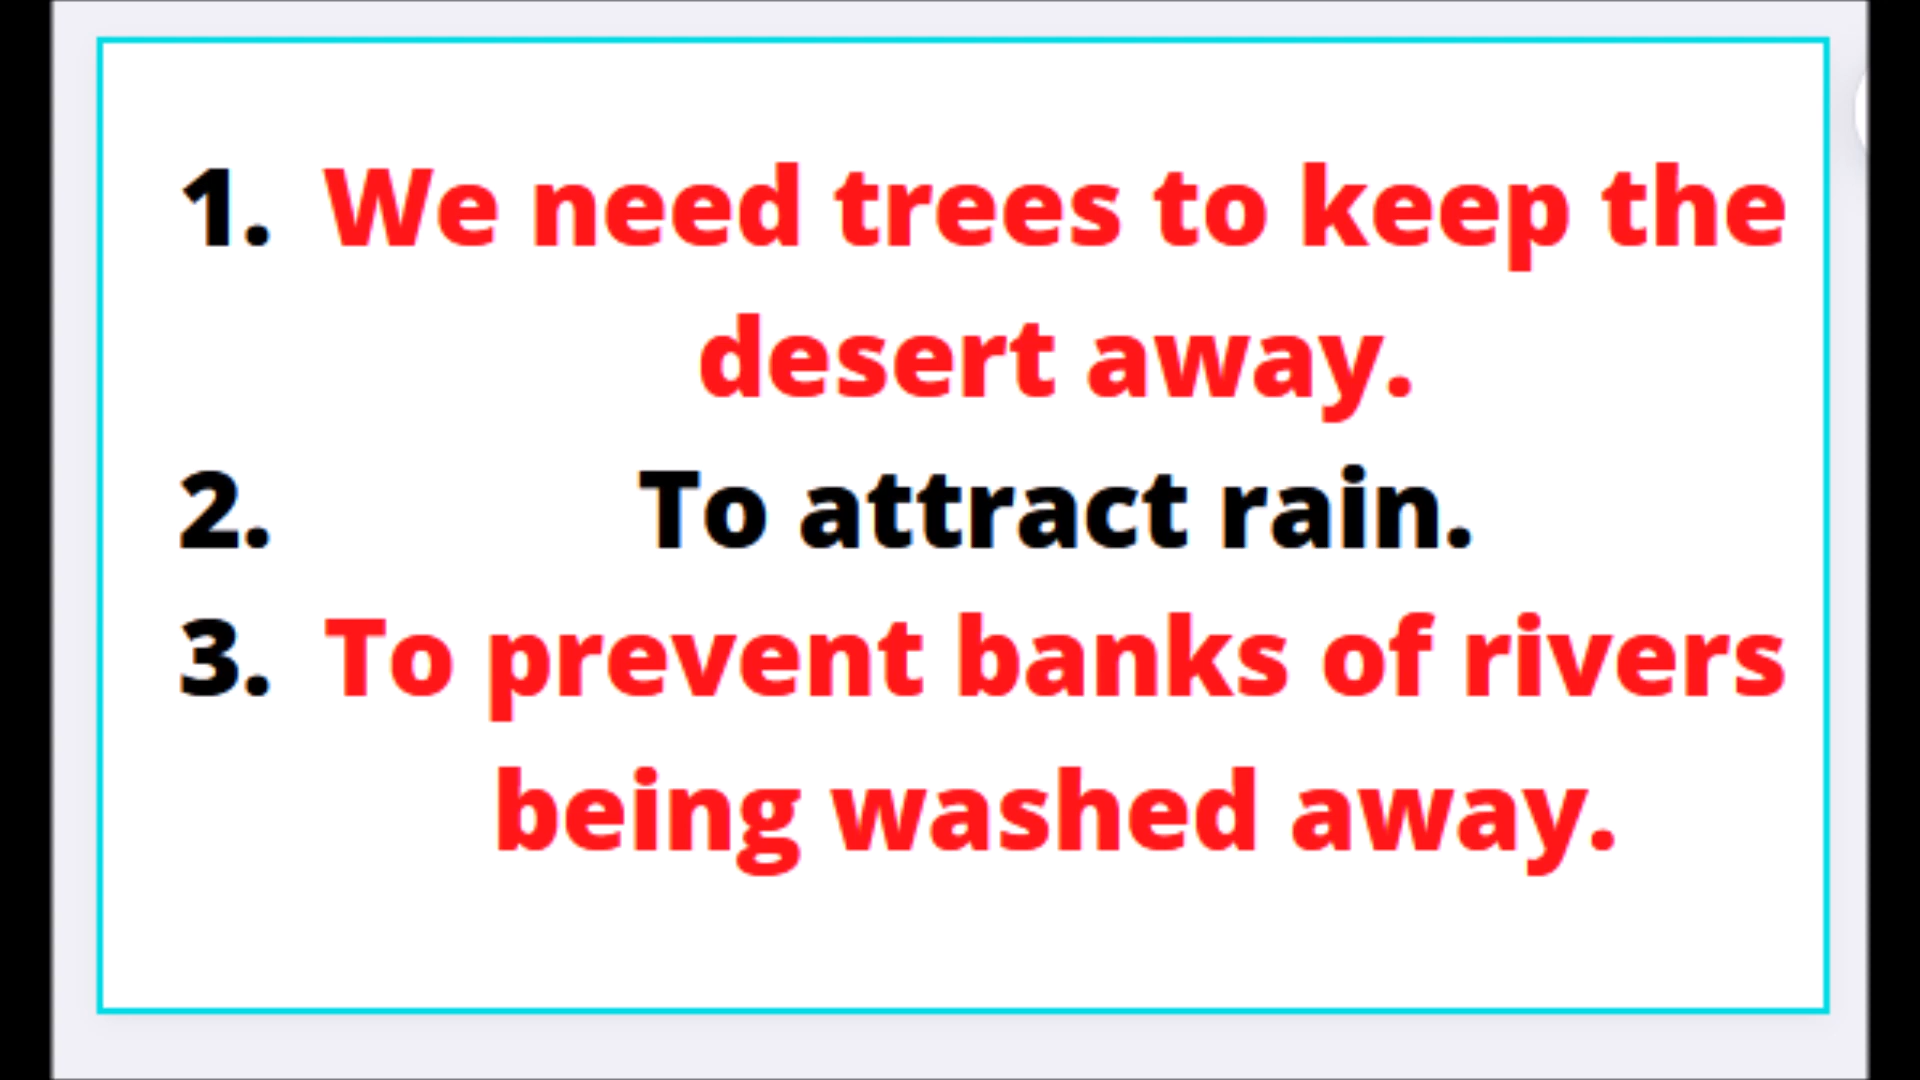 1. We need trees to keep the
desert away.
2. To attract rain.
3. To prevent banks of rivers
being washed away.